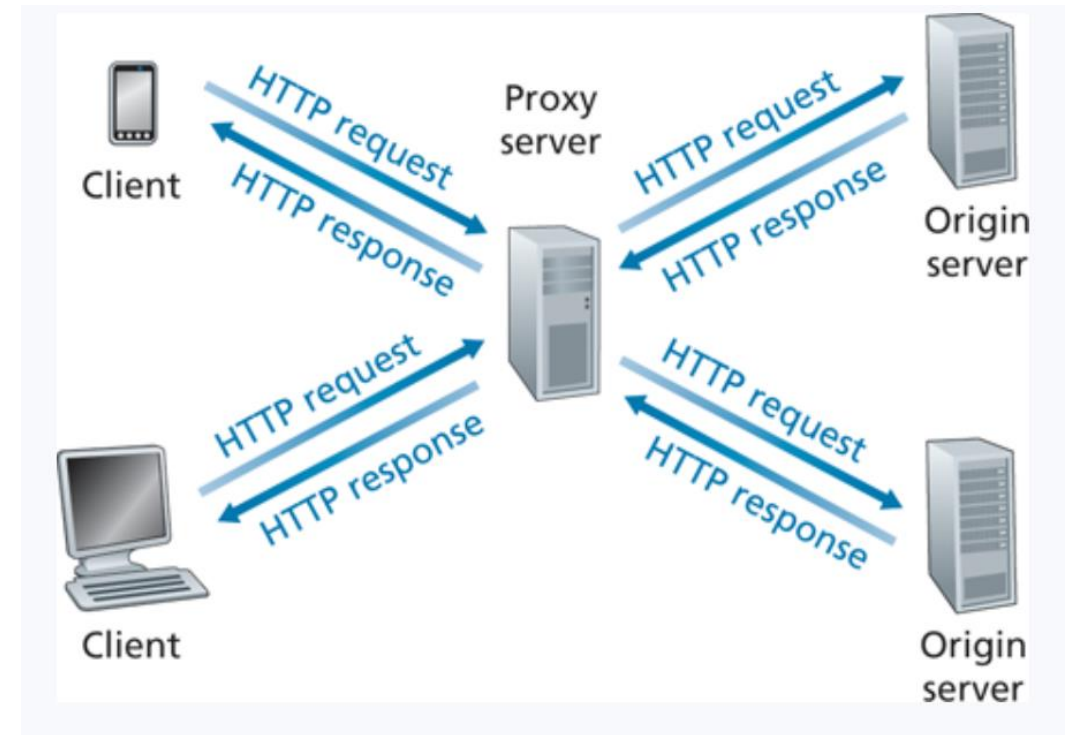 HTTP request
HTTP response
Client
Proxy
server
HTTP request
HTTP response
Origin
server
HTTP request
HTTP response
Client
HTTP request
HTTP response
Origin
server